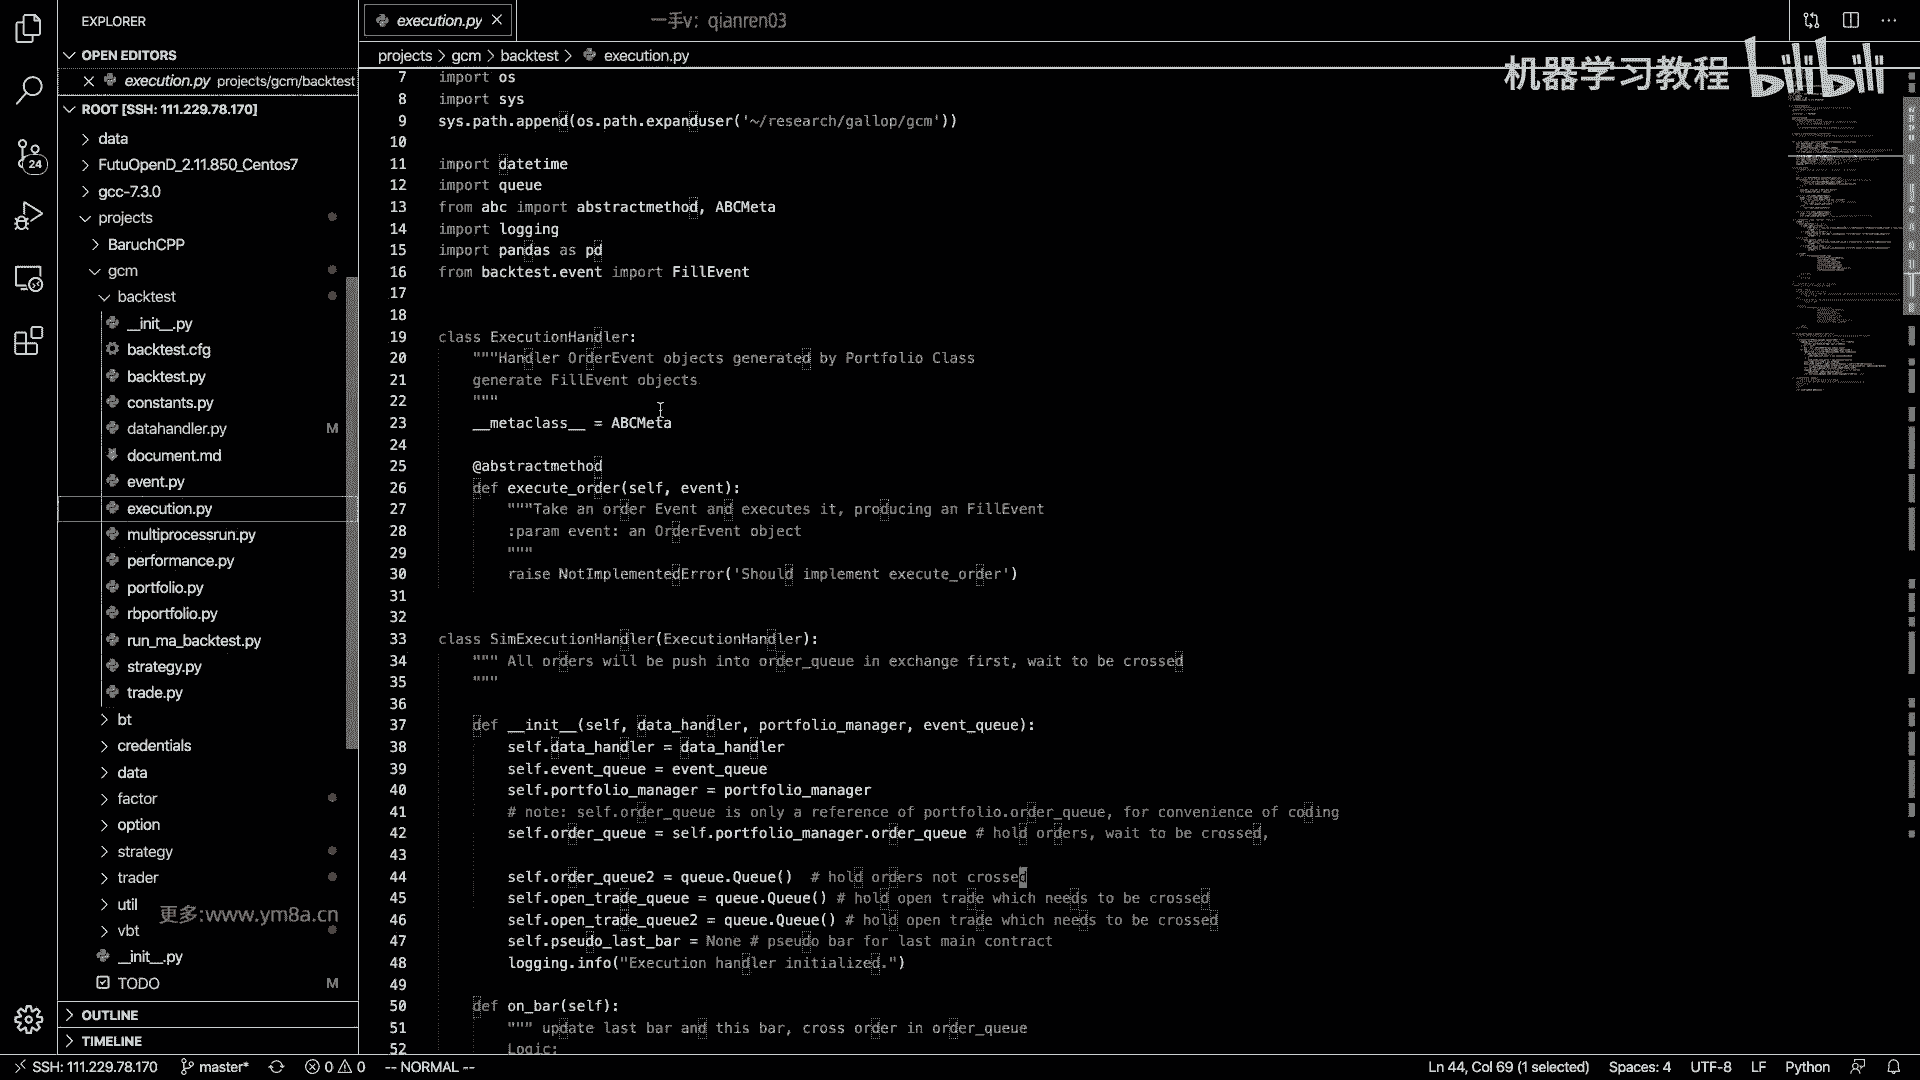 EXPLORER
OPEN EDITORS
execution.py projects/gcm/backtest
ROOT [SSH: 111.229.78.170]
data
FutuOpenD_2.11.850_Centos7
gcc-7.3.0
projects
BaruchCPP
gcm
backtest
__init__.py
backtest.cfg
backtest.py
constants.py
datahandler.py M
document.md
event.py
execution.py
multiprocessrun.py
performance.py
portfolio.py
rbportfolio.py
run_ma_backtest.py
strategy.py
trade.py
bt
credentials
data
factor
option
strategy
trader
util
更多:www.ym8a.cn
vbt
__init__.py
TODO M
OUTLINE
TIMELINE
24
execution.py
一手v: qianren03
projects > gcm > backtest > execution.py
机器学习教程 bilibili
7 import os
8 import sys
9 sys.path.append(os.path.expanduser('~/research/gallop/gcm'))
10
11 import datetime
12 import queue
13 from abc import abstractmethod, ABCMeta
14 import logging
15 import pandas as pd
16 from backtest.event import FillEvent
17
18
19 class ExecutionHandler:
20 """Handler OrderEvent objects generated by Portfolio Class
21 generate FillEvent objects
22 """
23 __metaclass__ = ABCMeta
24
25 @abstractmethod
26 def execute_order(self, event):
27 """Take an order Event and executes it, producing an FillEvent
28 :param event: an OrderEvent object
29 """
30 raise NotImplementedError('Should implement execute_order')
31
32
33 class SimExecutionHandler(ExecutionHandler):
34 """ All orders will be push into order_queue in exchange first, wait to be crossed
35 """
36
37 def __init__(self, data_handler, portfolio_manager, event_queue):
38 self.data_handler = data_handler
39 self.event_queue = event_queue
40 self.portfolio_manager = portfolio_manager
41 # note: self.order_queue is only a reference of portfolio.order_queue, for convenience of coding
42 self.order_queue = self.portfolio_manager.order_queue # hold orders, wait to be crossed,
43
44 self.order_queue2 = queue.Queue() # hold orders not crossed
45 self.open_trade_queue = queue.Queue() # hold open trade which needs to be crossed
46 self.open_trade_queue2 = queue.Queue() # hold open trade which needs to be crossed
47 self.pseudo_last_bar = None # pseudo bar for last main contract
48 logging.info("Execution handler initialized.")
49
50 def on_bar(self):
51 """ update last bar and this bar, cross order in order_queue
52 Logic:
SSH: 111.229.78.170 master* 0 0 -- NORMAL -- Ln 44, Col 69 (1 selected) Spaces: 4 UTF-8 LF Python